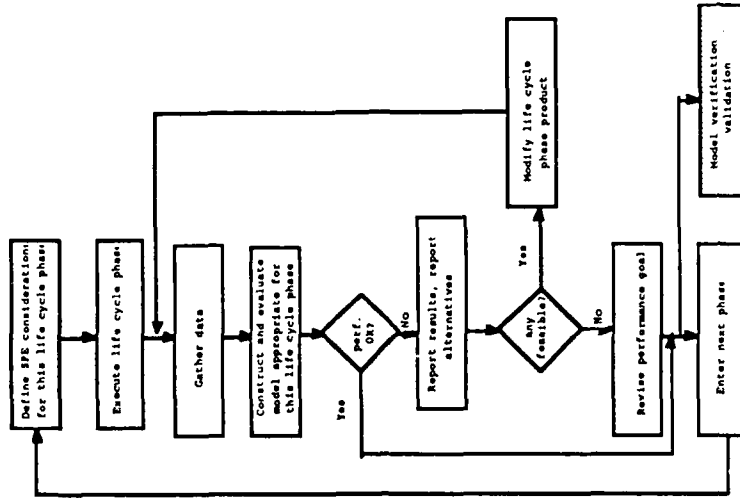 Define SPE consideration:
for this life cycle phase
Execute life cycle phase
Gather data
Construct and evaluate
model appropriate for
this life cycle phase
perf.
OK?
Yes
No
Report results, report
alternatives
any
feasible?
Yes
No
Modify life cycle
phase product
Revise performance goal
Enter next phase
Model verification
validation